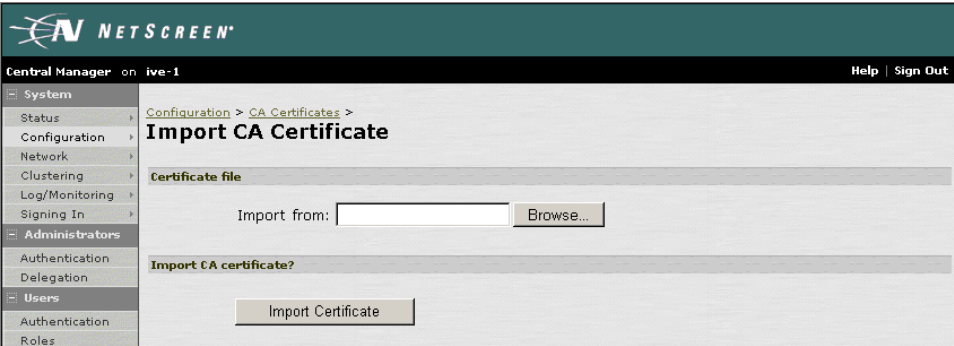 NETSCREEN®
Central Manager on ive-1
Help | Sign Out
System
Status
Configuration
Network
Clustering
Log/Monitoring
Signing In
Administrators
Authentication
Delegation
Users
Authentication
Roles
Configuration > CA Certificates >
Import CA Certificate
Certificate file
Import from:
Browse...
Import CA certificate?
Import Certificate